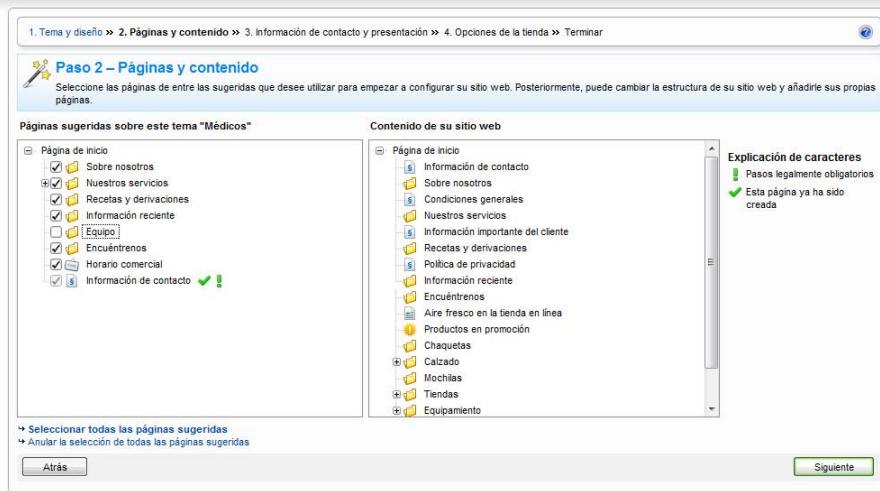 1. Tema y diseño » 2. Páginas y contenido » 3. Información de contacto y presentación » 4. Opciones de la tienda » Terminar
Paso 2 – Páginas y contenido
Seleccione las páginas de entre las sugeridas que desee utilizar para empezar a configurar su sitio web. Posteriormente, puede cambiar la estructura de su sitio web y añadirle sus propias
páginas.
Páginas sugeridas sobre este tema "Médicos"
Página de inicio
Sobre nosotros
Nuestros servicios
Recetas y derivaciones
Información reciente
Equipo
Encuéntrenos
Horario comercial
Información de contacto
Seleccionar todas las páginas sugeridas
Anular la selección de todas las páginas sugeridas
Contenido de su sitio web
Página de inicio
Información de contacto
Sobre nosotros
Condiciones generales
Nuestros servicios
Información importante del cliente
Recetas y derivaciones
Política de privacidad
Información reciente
Encuéntrenos
Aire fresco en la tienda en línea
Productos en promoción
Chaquetas
Calzado
Mochilas
Tiendas
Equipamiento
Explicación de caracteres
Pasos legalmente obligatorios
Esta página ya ha sido
creada
Atrás
Siguiente